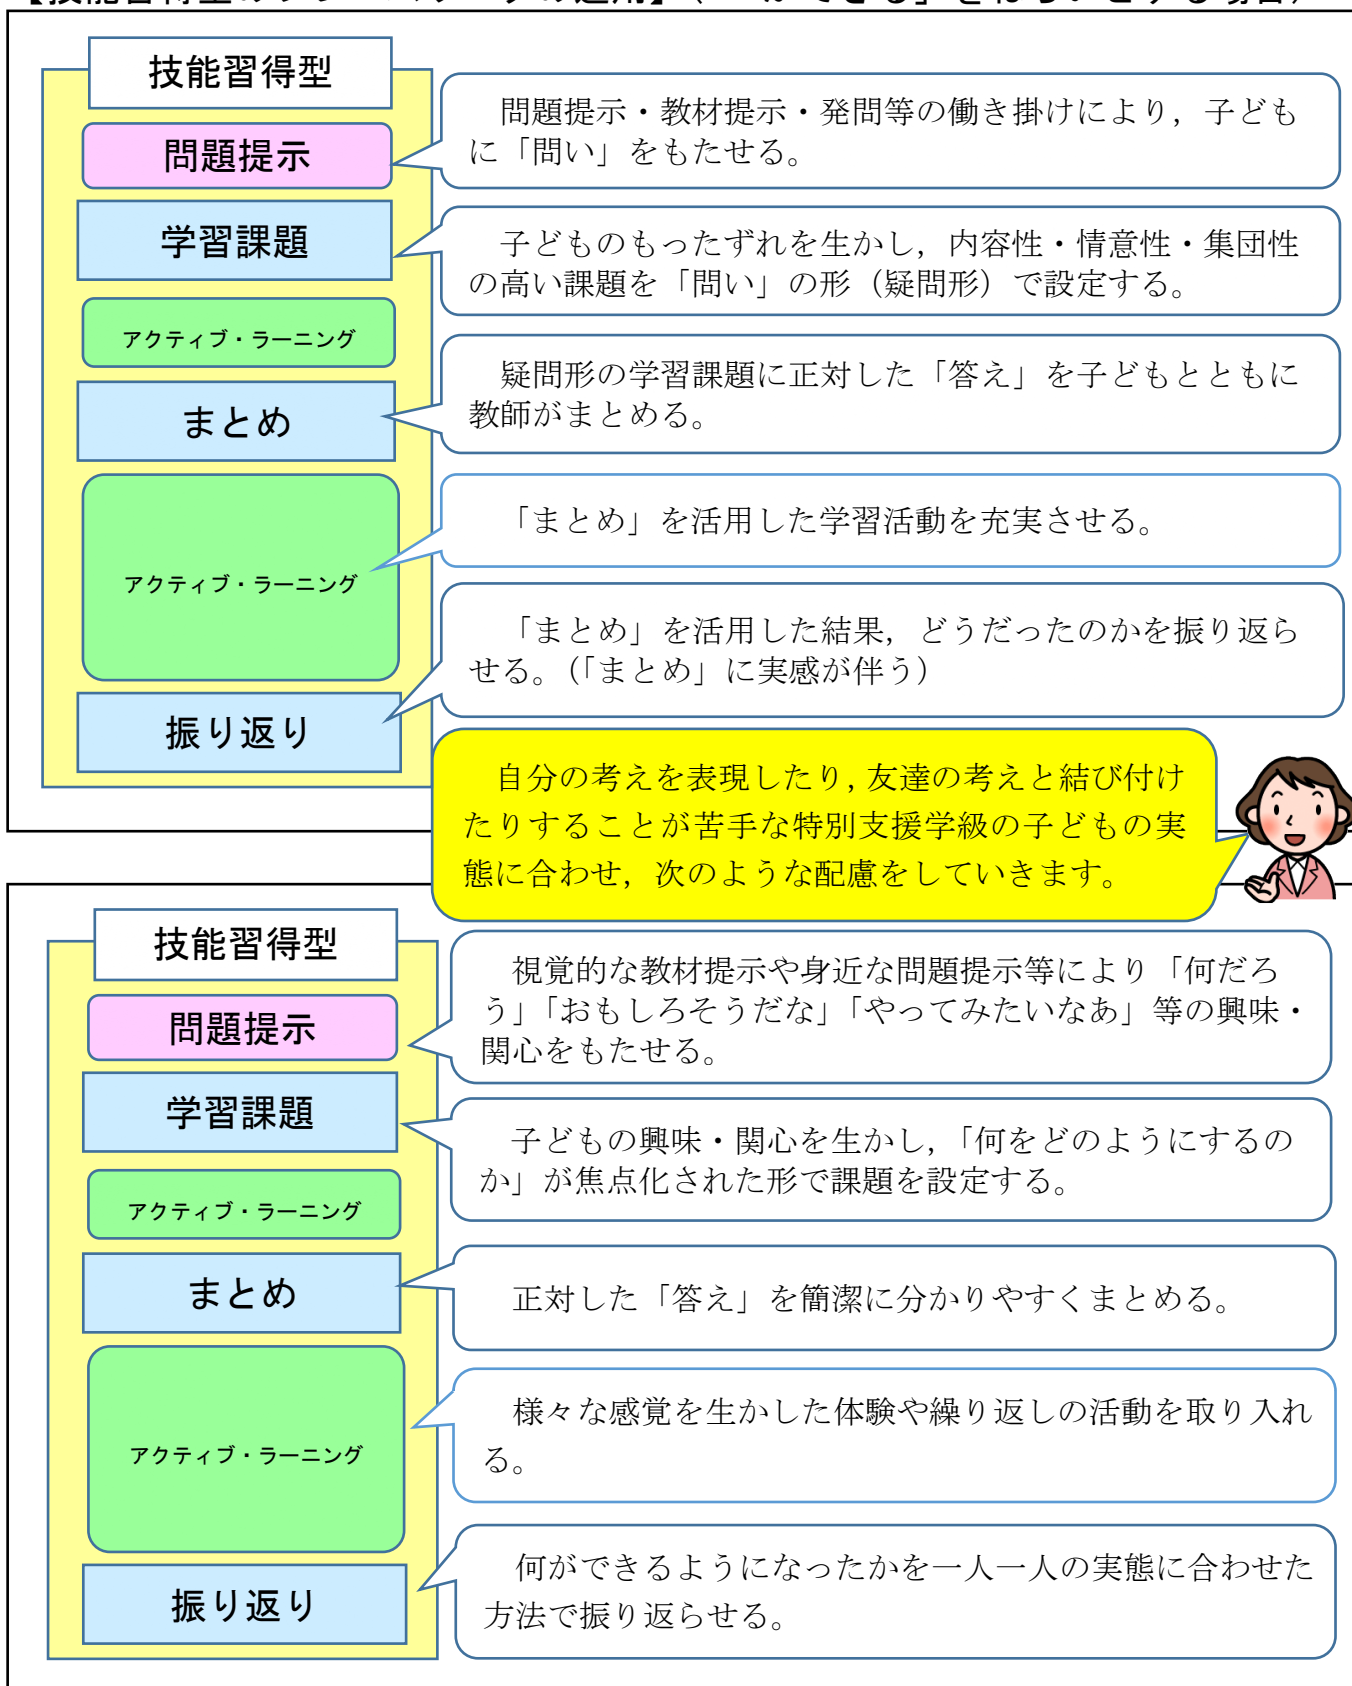 技能習得型
問題提示
問題提示・教材提示・発問等の働き掛けにより，子ども
に「問い」をもたせる。
学習課題
子どものもったずれを生かし，内容性・情意性・集団性
の高い課題を「問い」の形（疑問形）で設定する。
アクティブ・ラーニング
まとめ
疑問形の学習課題に正対した「答え」を子どもとともに
教師がまとめる。
アクティブ・ラーニング
「まとめ」を活用した学習活動を充実させる。
振り返り
「まとめ」を活用した結果，どうだったのかを振り返ら
せる。（「まとめ」に実感が伴う）
自分の考えを表現したり，友達の考えと結び付け
たりすることが苦手な特別支援学級の子どもの実
態に合わせ，次のような配慮をしていきます。
技能習得型
問題提示
視覚的な教材提示や身近な問題提示等により「何だろ
う」「おもしろそうだな」「やってみたいなあ」等の興味・
関心をもたせる。
学習課題
子どもの興味・関心を生かし，「何をどのようにするの
か」が焦点化された形で課題を設定する。
アクティブ・ラーニング
まとめ
正対した「答え」を簡潔に分かりやすくまとめる。
アクティブ・ラーニング
様々な感覚を生かした体験や繰り返しの活動を取り入れ
る。
振り返り
何ができるようになったかを一人一人の実態に合わせた
方法で振り返らせる。